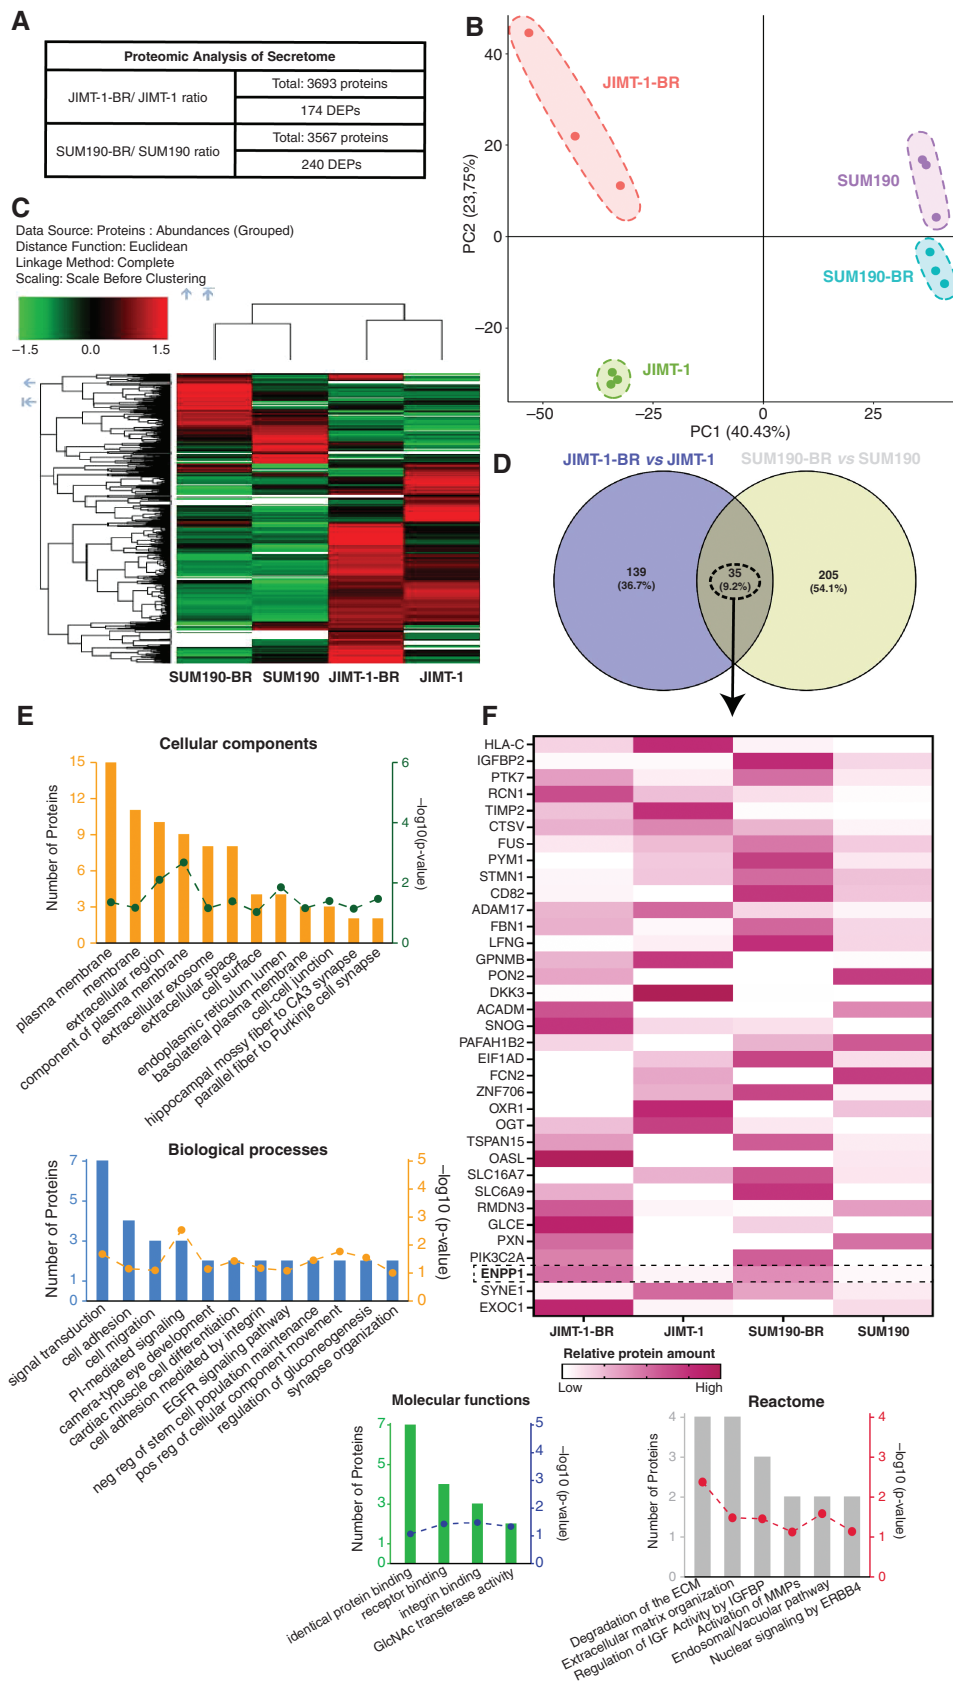 A
Proteomic Analysis of Secretome
JIMT-1-BR/ JIMT-1 ratio
Total: 3693 proteins
174 DEPs
SUM190-BR/ SUM190 ratio
Total: 3567 proteins
240 DEPs
B
PC2 (23,75%)
40
20
0
−20
−50
−25
0
25
PC1 (40.43%)
JIMT-1-BR
SUM190
SUM190-BR
JIMT-1
C
Data Source: Proteins : Abundances (Grouped)
Distance Function: Euclidean
Linkage Method: Complete
Scaling: Scale Before Clustering
−1.5
0.0
1.5
SUM190-BR
SUM190
JIMT-1-BR
JIMT-1
D
JIMT-1-BR vs JIMT-1
SUM190-BR vs SUM190
139
(36.7%)
35
(9.2%)
205
(54.1%)
E
Cellular components
Number of Proteins
15
12
9
6
3
0
−log10(p-value)
6
4
2
0
plasma membrane
membrane
extracellular region
component of plasma membrane
extracellular exosome
extracellular space
cell surface
endoplasmic reticulum lumen
basolateral plasma membrane
cell-cell junction
hippocampal mossy fiber to CA3 synapse
parallel fiber to Purkinje cell synapse
Biological processes
Number of Proteins
7
5
3
1
0
−log10 (p-value)
5
4
3
2
1
0
signal transduction
cell adhesion
cell migration
PI-mediated signaling
camera-type eye development
cardiac muscle cell differentiation
cell adhesion mediated by integrin
EGFR signaling pathway
neg reg of stem cell population maintenance
pos reg of cellular component movement
regulation of gluconeogenesis
synapse organization
F
HLA-C
IGFBP2
PTK7
RCN1
TIMP2
CTSV
FUS
PYM1
STMN1
CD82
ADAM17
FBN1
LFNG
GPNMB
PON2
DKK3
ACADM
SNOG
PAFAH1B2
EIF1AD
FCN2
ZNF706
OXR1
OGT
TSPAN15
OASL
SLC16A7
SLC6A9
RMDN3
GLCE
PXN
PIK3C2A
ENPP1
SYNE1
EXOC1
JIMT-1-BR
JIMT-1
SUM190-BR
SUM190
Relative protein amount
Low
High
Molecular functions
Number of Proteins
7
5
3
1
0
−log10 (p-value)
5
4
3
2
1
0
identical protein binding
receptor binding
integrin binding
GlcNAc transferase activity
Reactome
Number of Proteins
4
3
2
1
0
−log10 (p-value)
4
3
2
1
0
Degradation of the ECM
Extracellular matrix organization
Regulation of IGF Activity by IGFBP
Activation of MMPs
Endosomal/Vacuolar pathway
Nuclear signaling by ERBB4